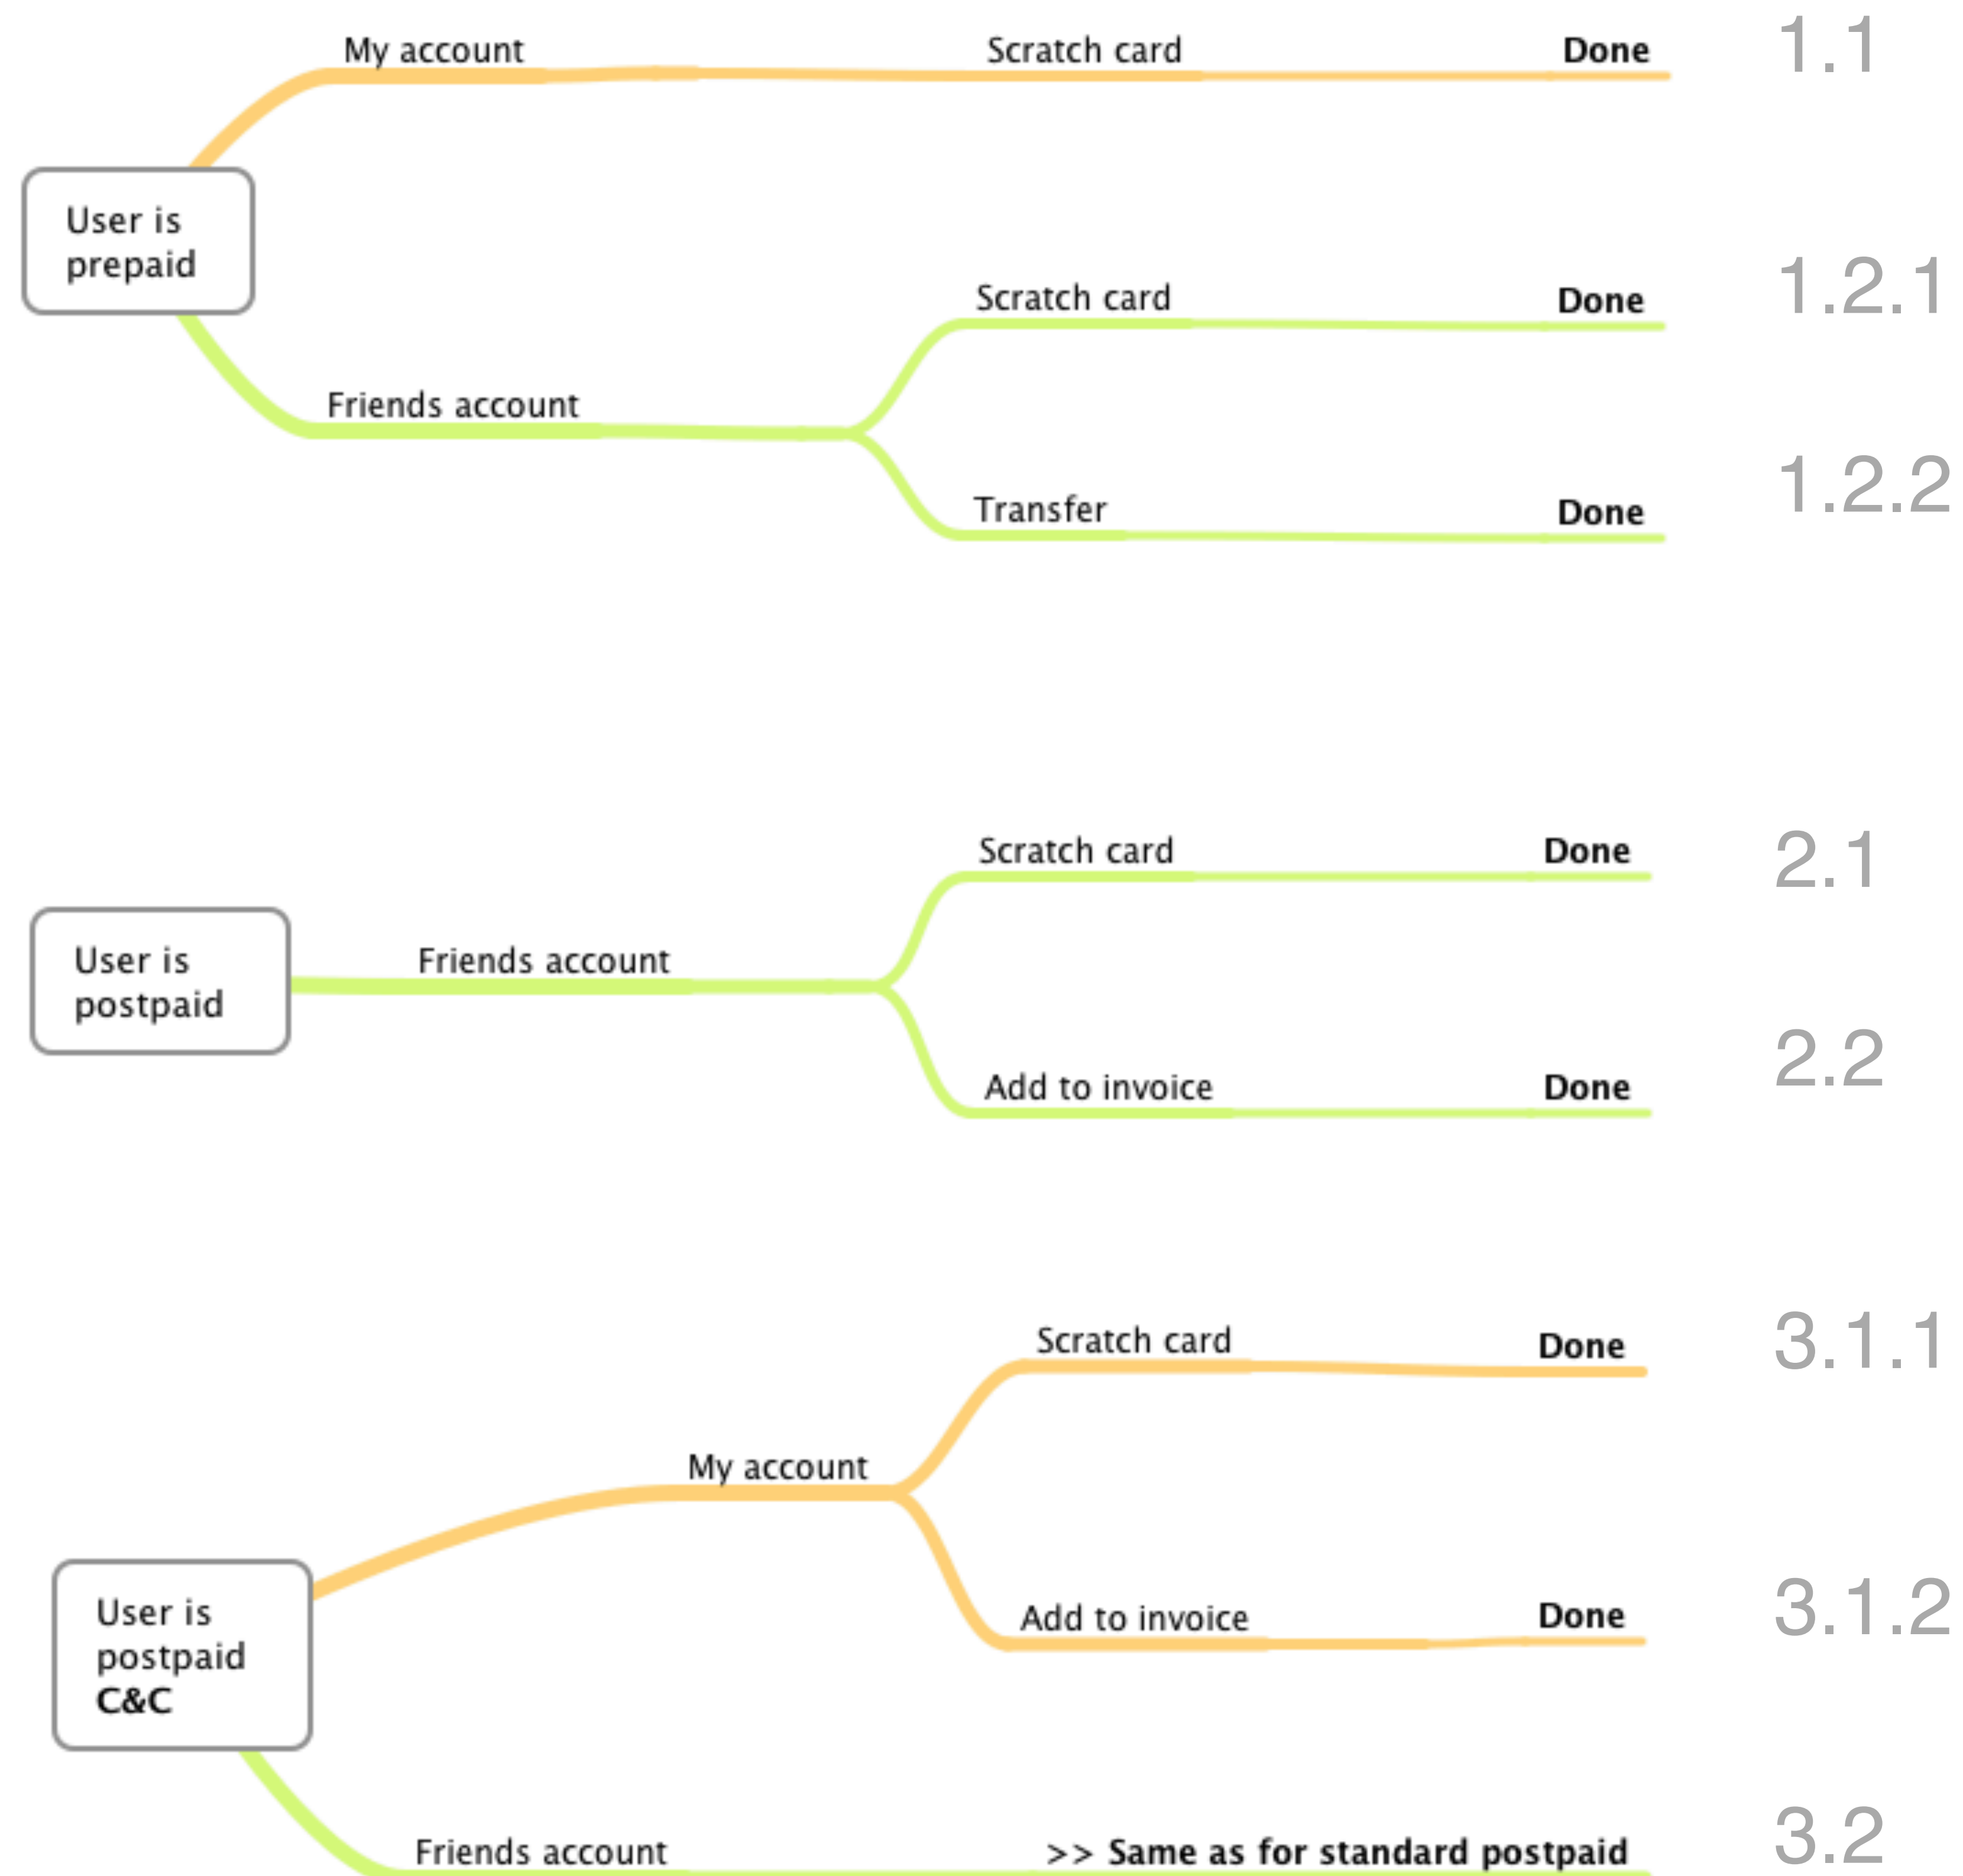 My account Scratch card Done 1.1
User is
prepaid
Scratch card Done 1.2.1
Friends account
Transfer Done 1.2.2
Scratch card Done 2.1
User is
postpaid
Friends account
Add to invoice Done 2.2
Scratch card Done 3.1.1
My account
Add to invoice Done 3.1.2
User is
postpaid
C&C
Friends account >> Same as for standard postpaid 3.2